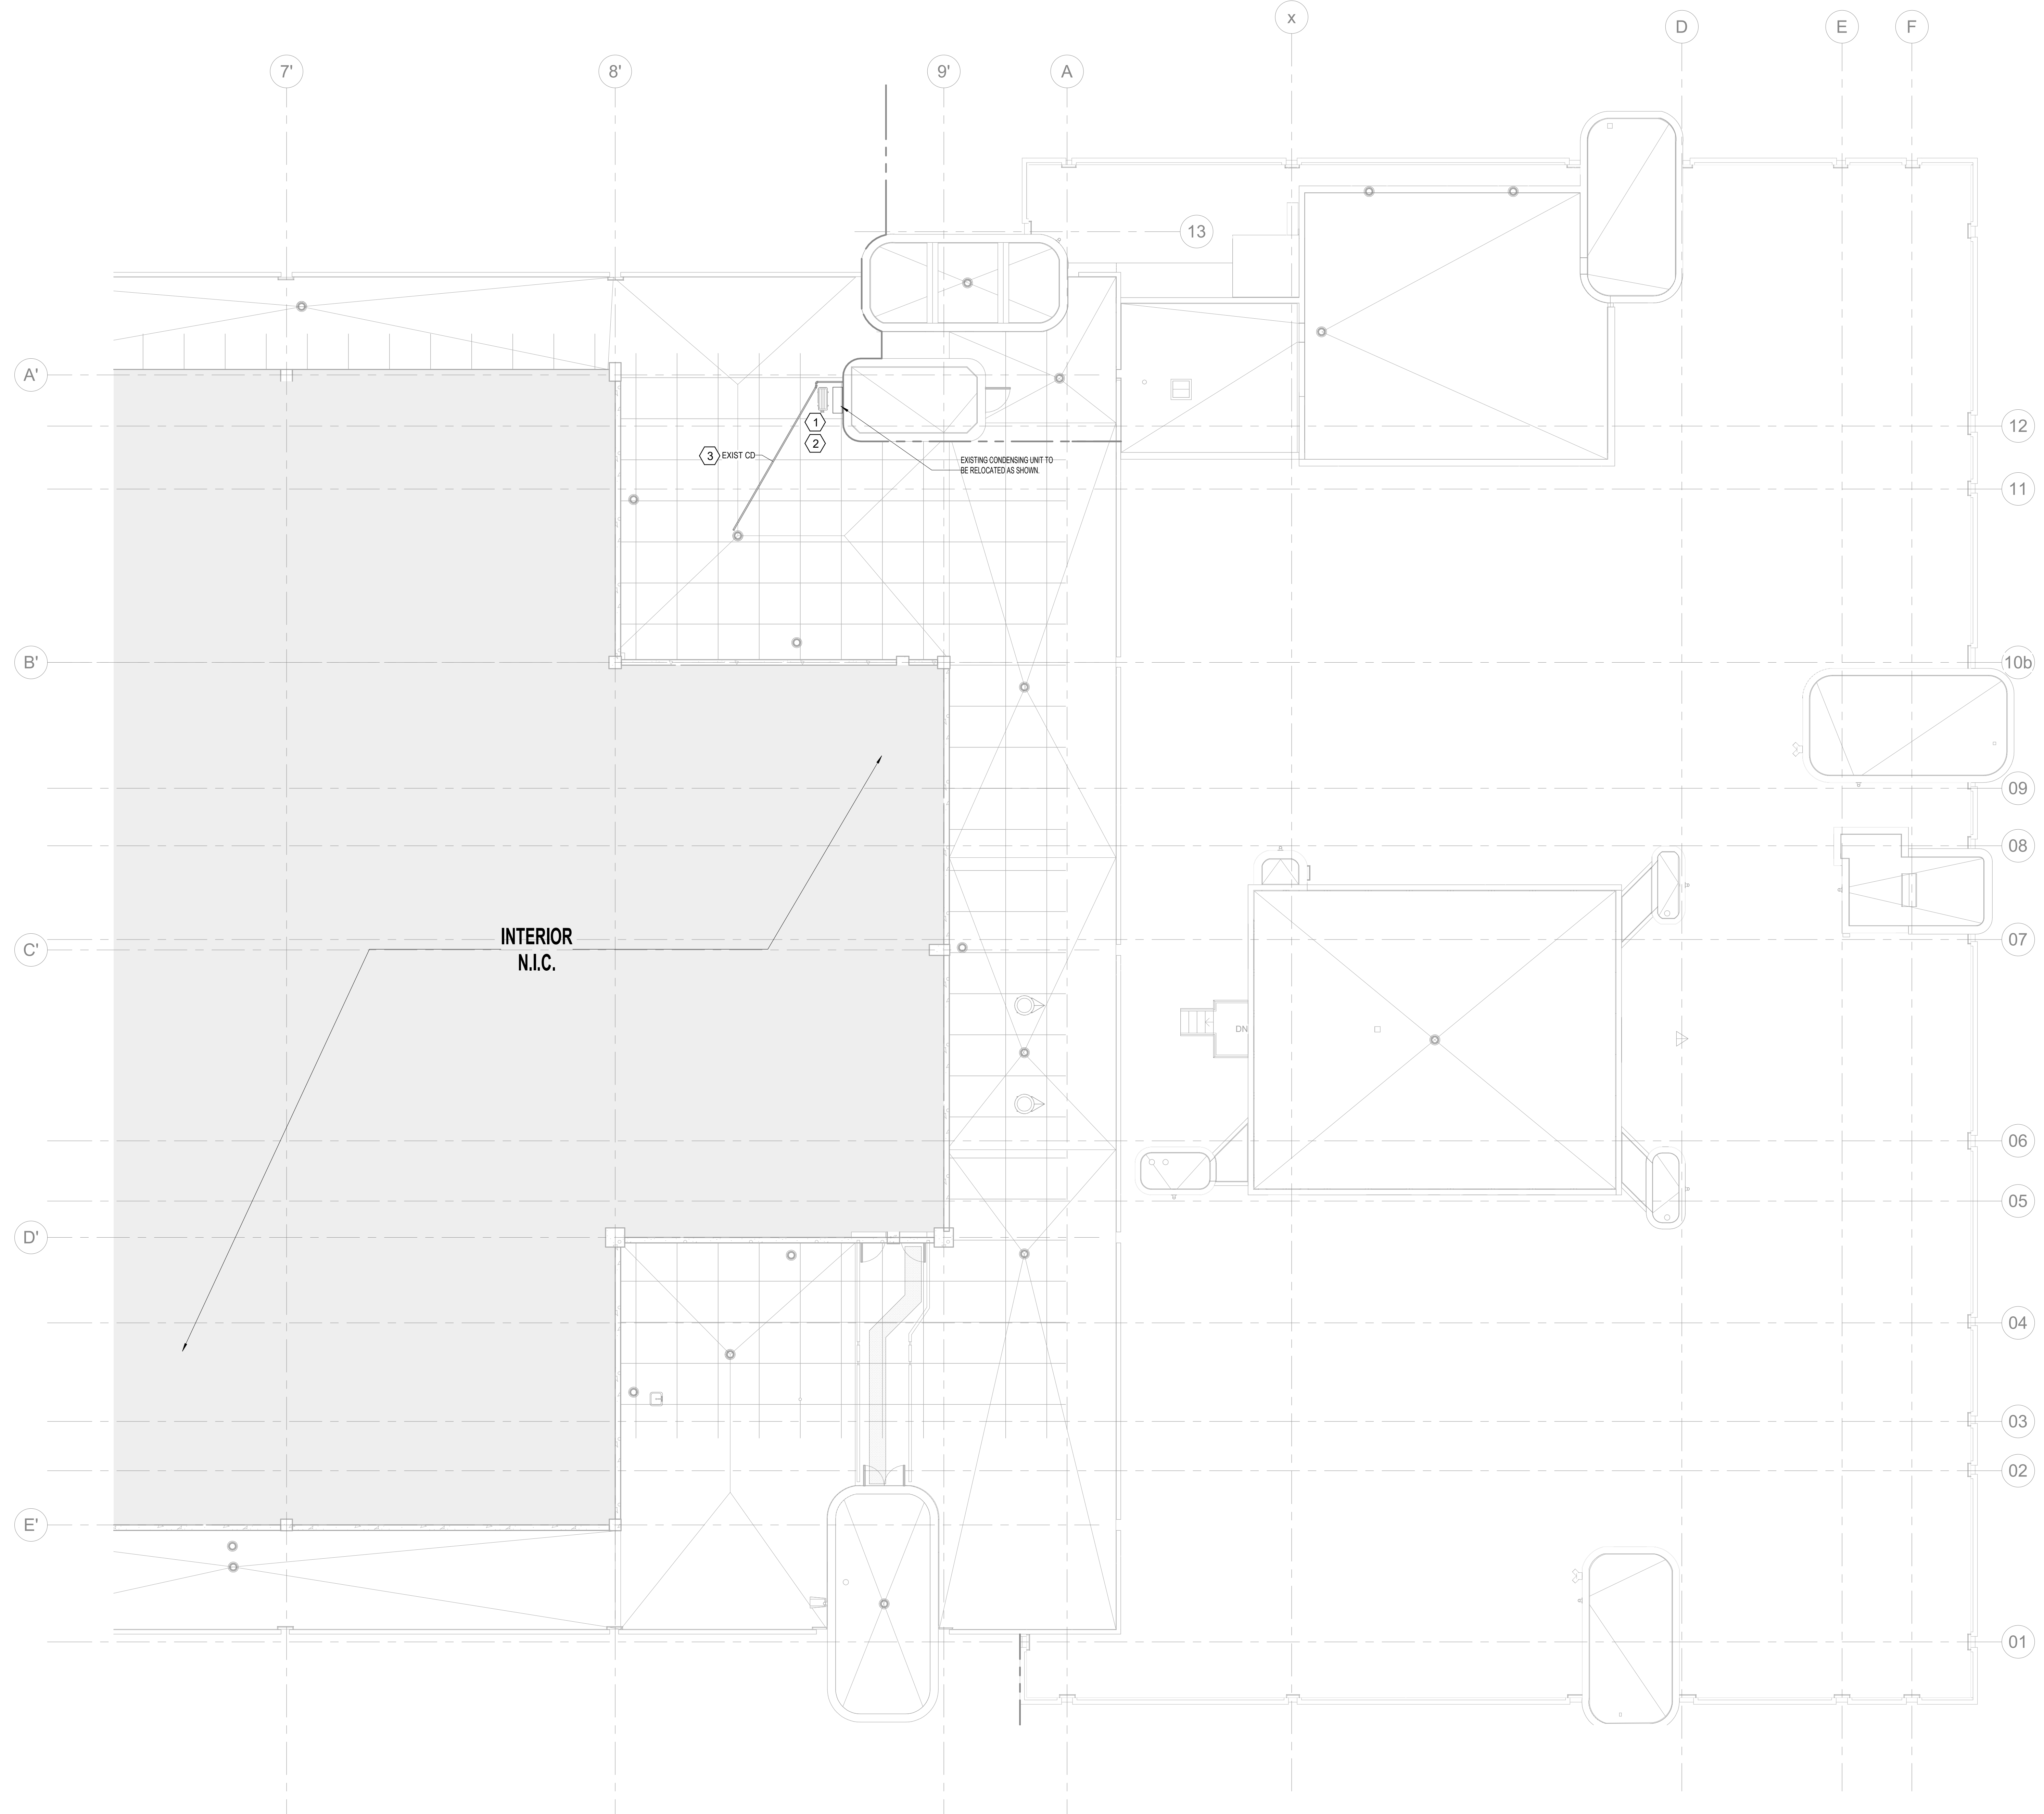 x
D
E
F
7'
8'
9'
A
13
A'
1
12
2
3 EXIST CD
EXISTING CONDENSING UNIT TO
BE RELOCATED AS SHOWN.
11
B'
10b
09
08
INTERIOR
N.I.C.
07
C'
DN
06
05
D'
04
03
02
E'
01